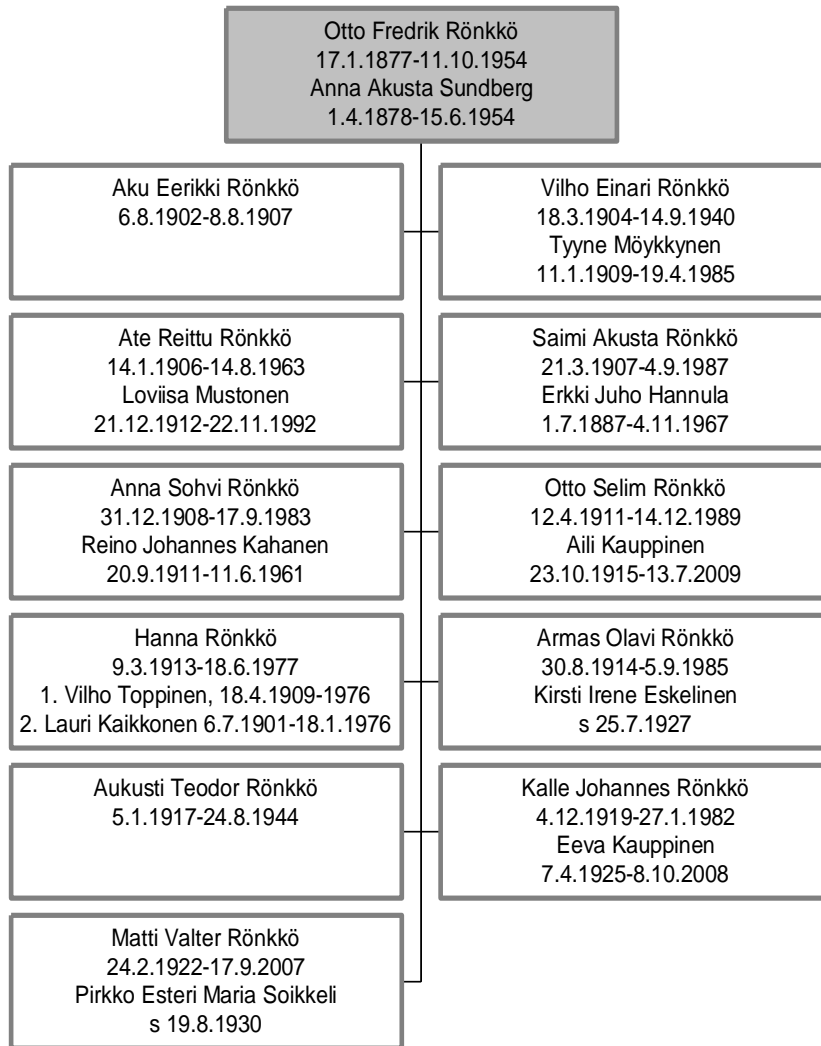 Otto Fredrik Rönkkö
17.1.1877-11.10.1954
Anna Akusta Sundberg
1.4.1878-15.6.1954
Aku Eerikki Rönkkö
6.8.1902-8.8.1907
Vilho Einari Rönkkö
18.3.1904-14.9.1940
Tyyne Möykkynen
11.1.1909-19.4.1985
Ate Reittu Rönkkö
14.1.1906-14.8.1963
Loviisa Mustonen
21.12.1912-22.11.1992
Saimi Akusta Rönkkö
21.3.1907-4.9.1987
Erkki Juho Hannula
1.7.1887-4.11.1967
Anna Sohvi Rönkkö
31.12.1908-17.9.1983
Reino Johannes Kahanen
20.9.1911-11.6.1961
Otto Selim Rönkkö
12.4.1911-14.12.1989
Aili Kauppinen
23.10.1915-13.7.2009
Hanna Rönkkö
9.3.1913-18.6.1977
1. Vilho Toppinen, 18.4.1909-1976
2. Lauri Kaikkonen 6.7.1901-18.1.1976
Armas Olavi Rönkkö
30.8.1914-5.9.1985
Kirsti Irene Eskelinen
s 25.7.1927
Aukusti Teodor Rönkkö
5.1.1917-24.8.1944
Kalle Johannes Rönkkö
4.12.1919-27.1.1982
Eeva Kauppinen
7.4.1925-8.10.2008
Matti Valter Rönkkö
24.2.1922-17.9.2007
Pirkko Esteri Maria Soikkeli
s 19.8.1930